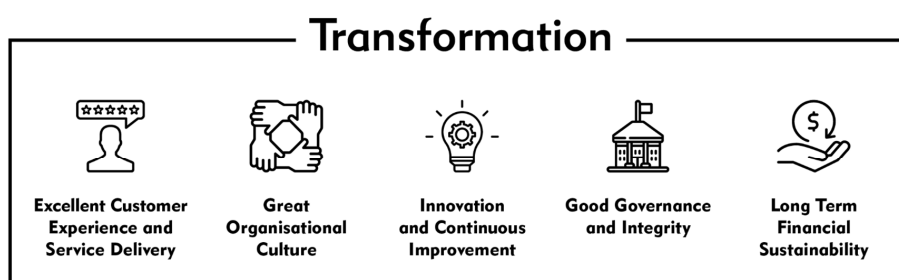 Transformation
Excellent Customer
Experience and
Service Delivery
Great
Organisational
Culture
Innovation
and Continuous
Improvement
Good Governance
and Integrity
Long Term
Financial
Sustainability